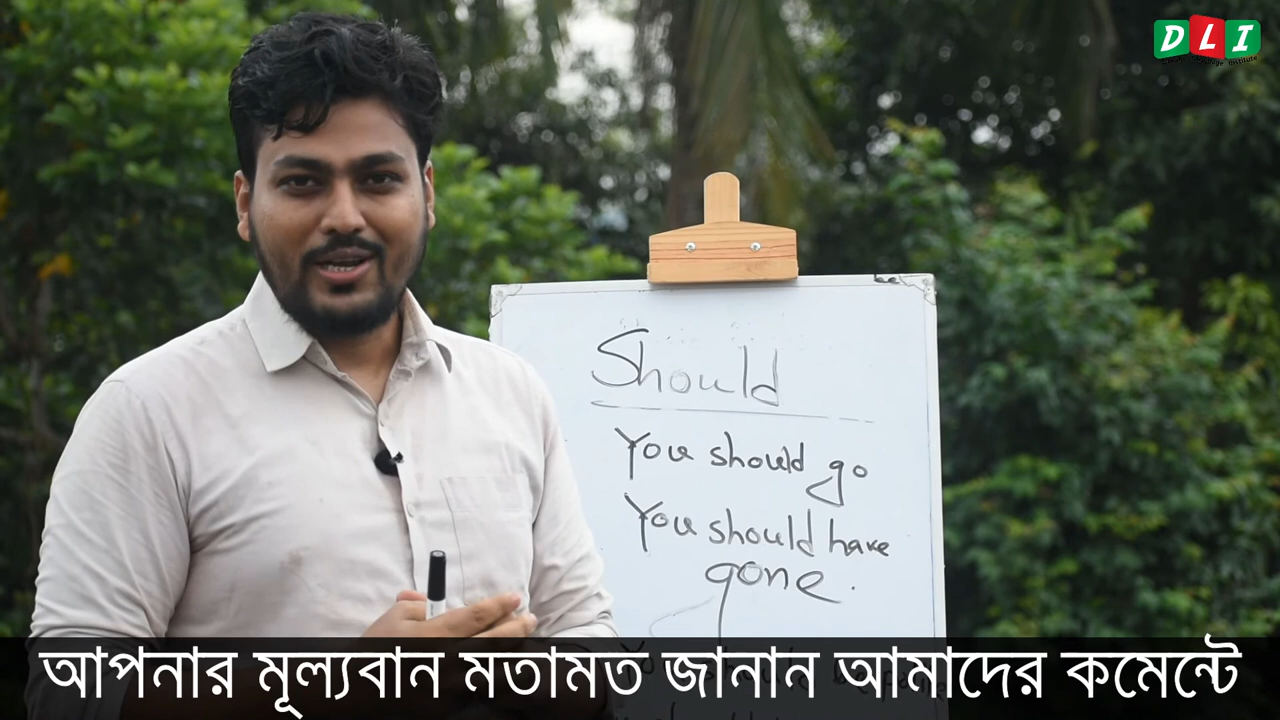 DLI
Should
You should go
You should have
gone.
আপনার মূল্যবান মতামত জানান আমাদের কমেন্টে